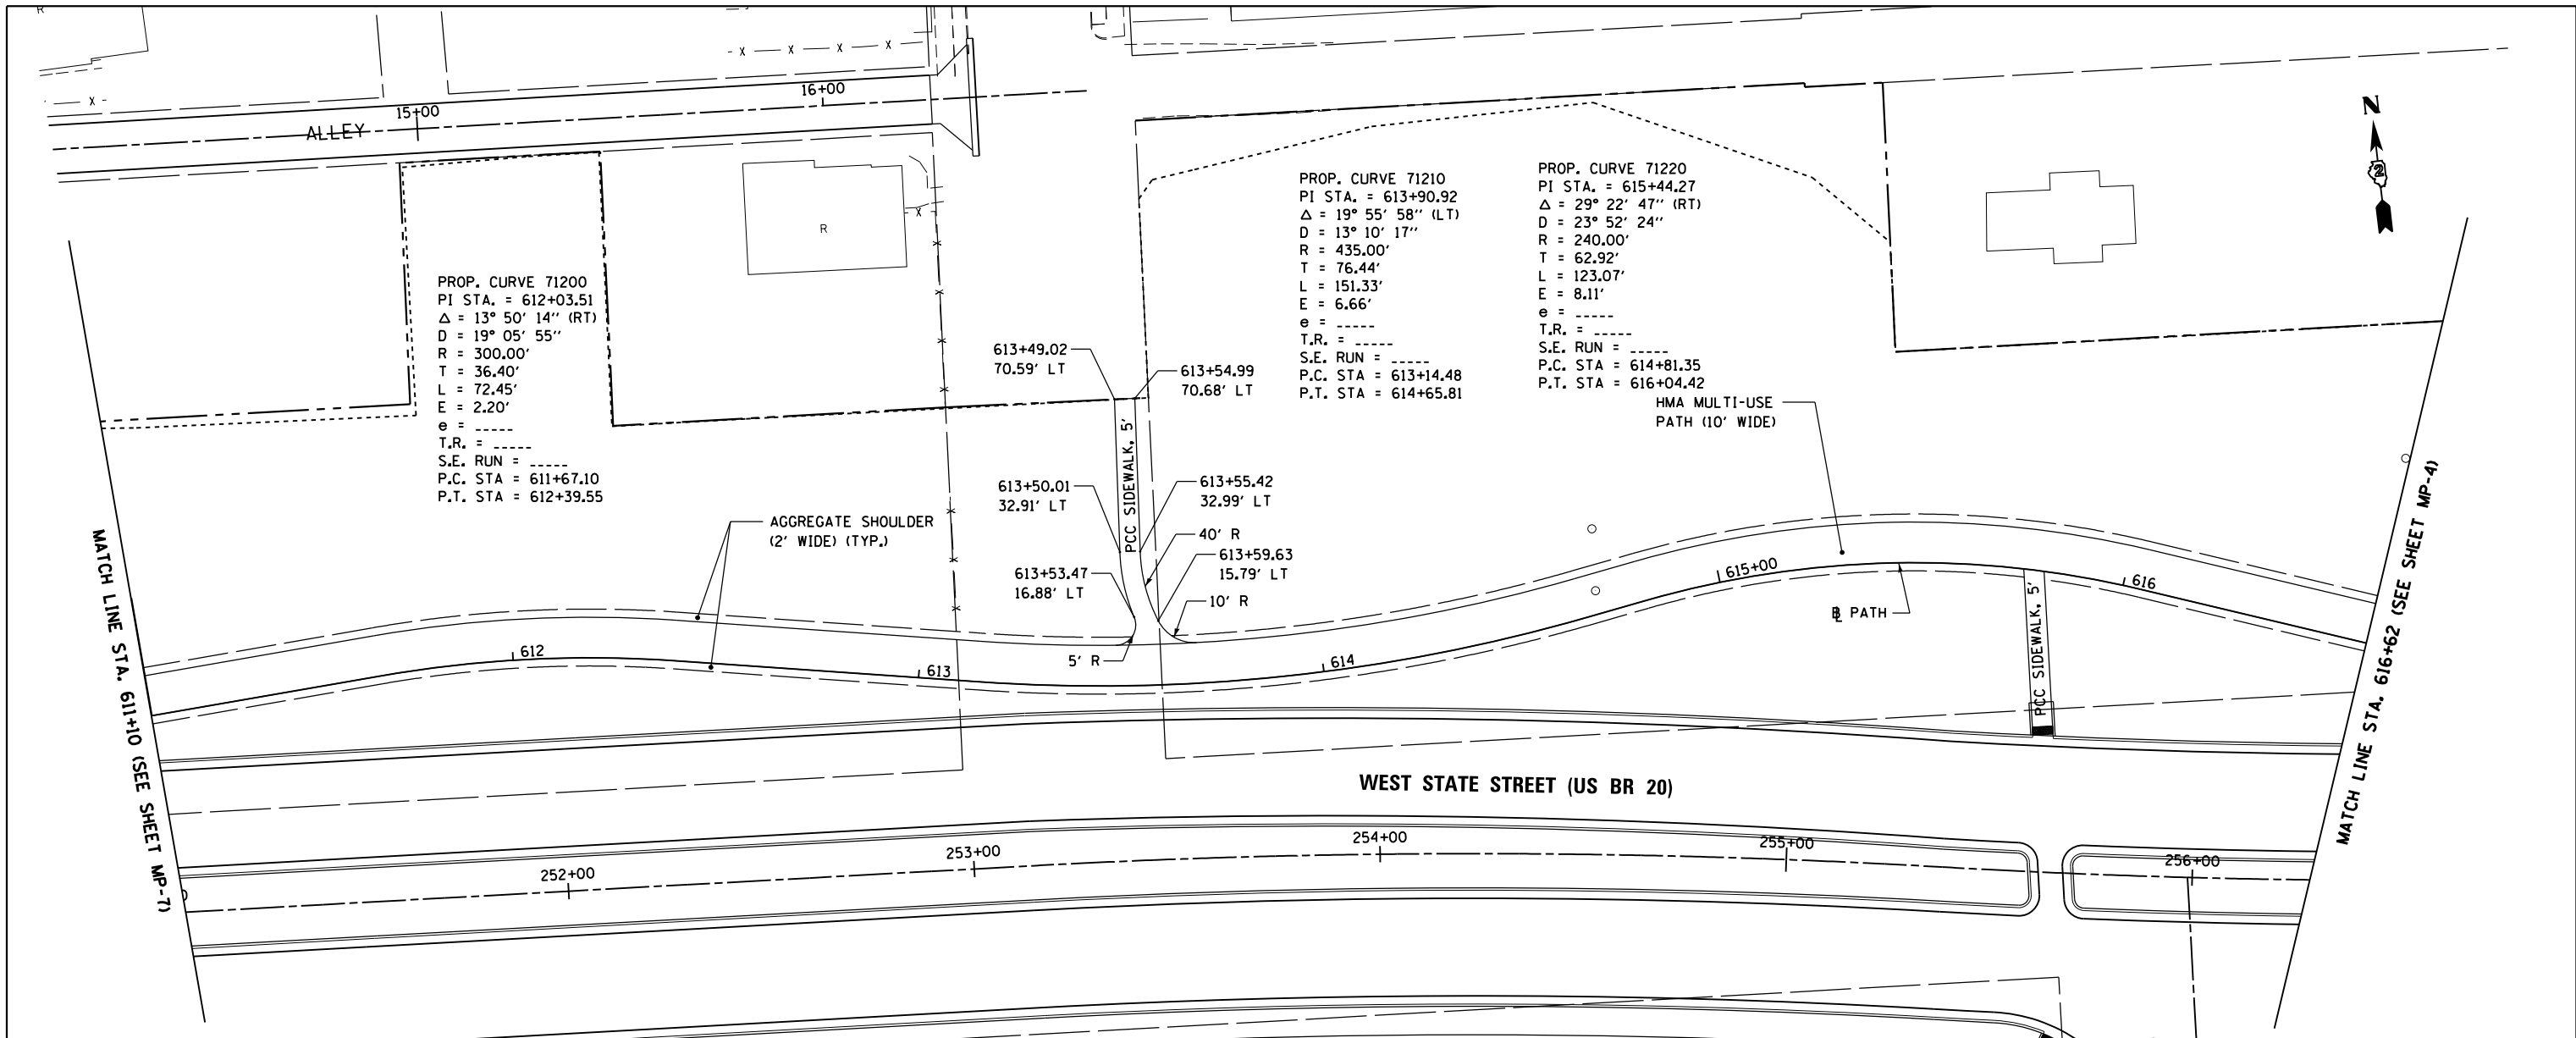 R
X X X X
X
15+00
16+00
ALLEY
N
2
R
X
PROP. CURVE 71200
PI STA. = 612+03.51
Δ = 13° 50' 14" (RT)
D = 19° 05' 55"
R = 300.00'
T = 36.40'
L = 72.45'
E = 2.20'
e = -----
T.R. = -----
S.E. RUN = -----
P.C. STA = 611+67.10
P.T. STA = 612+39.55
PROP. CURVE 71210
PI STA. = 613+90.92
Δ = 19° 55' 58" (LT)
D = 13° 10' 17"
R = 435.00'
T = 76.44'
L = 151.33'
E = 6.66'
e = -----
T.R. = -----
S.E. RUN = -----
P.C. STA = 613+14.48
P.T. STA = 614+65.81
PROP. CURVE 71220
PI STA. = 615+44.27
Δ = 29° 22' 47" (RT)
D = 23° 52' 24"
R = 240.00'
T = 62.92'
L = 123.07'
E = 8.11'
e = -----
T.R. = -----
S.E. RUN = -----
P.C. STA = 614+81.35
P.T. STA = 616+04.42
613+49.02
70.59' LT
613+54.99
70.68' LT
HMA MULTI-USE
PATH (10' WIDE)
613+50.01
32.91' LT
613+55.42
32.99' LT
PCC SIDEWALK, 5'
AGGREGATE SHOULDER
(2' WIDE) (TYP.)
40' R
613+59.63
15.79' LT
613+53.47
16.88' LT
10' R
5' R
615+00
616
BL PATH
PCC SIDEWALK, 5'
612
613
614
MATCH LINE STA. 611+10 (SEE SHEET MP-7)
MATCH LINE STA. 616+62 (SEE SHEET MP-4)
WEST STATE STREET (US BR 20)
252+00
253+00
254+00
255+00
256+00